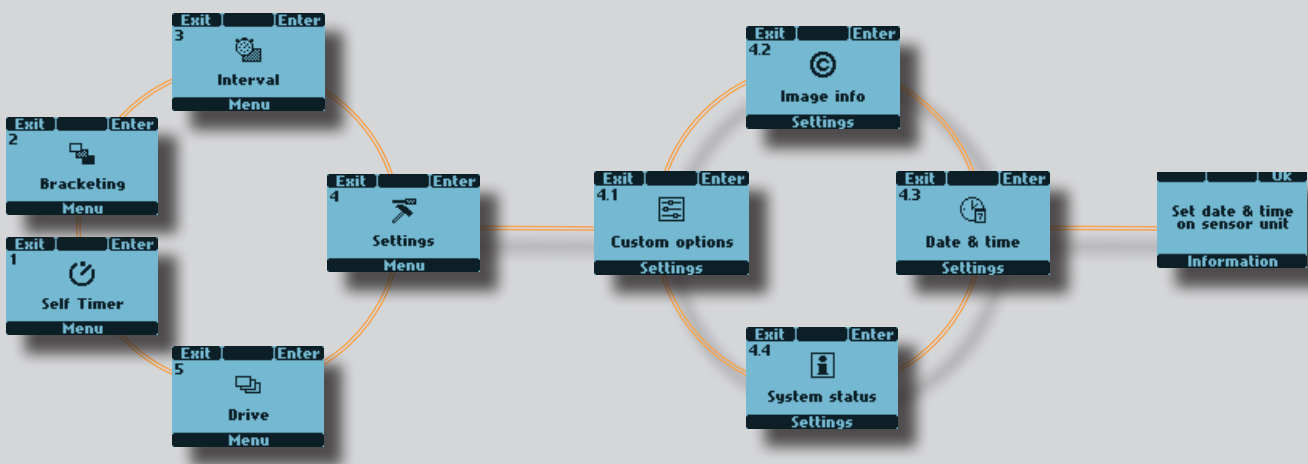 Exit Enter
3
Interval
Menu
Exit Enter
2
Bracketing
Menu
Exit Enter
1
Self Timer
Menu
Exit Enter
4
Settings
Menu
Exit Enter
5
Drive
Menu
Exit Enter
4.2
©
Image info
Settings
Exit Enter
4.1
Custom options
Settings
Exit Enter
4.3
Date & time
Settings
Exit Enter
4.4
System status
Settings
Ok
Set date & time
on sensor unit
Information